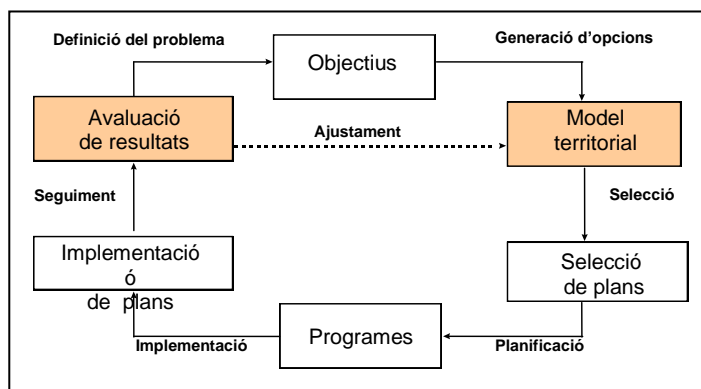 Definició del problema
Generació d'opcions
Objectius
Avaluació
de resultats
Ajustament
Model
territorial
Seguiment
Selecció
Implementació
ó
de plans
Selecció
de plans
Programes
Implementació
Planificació